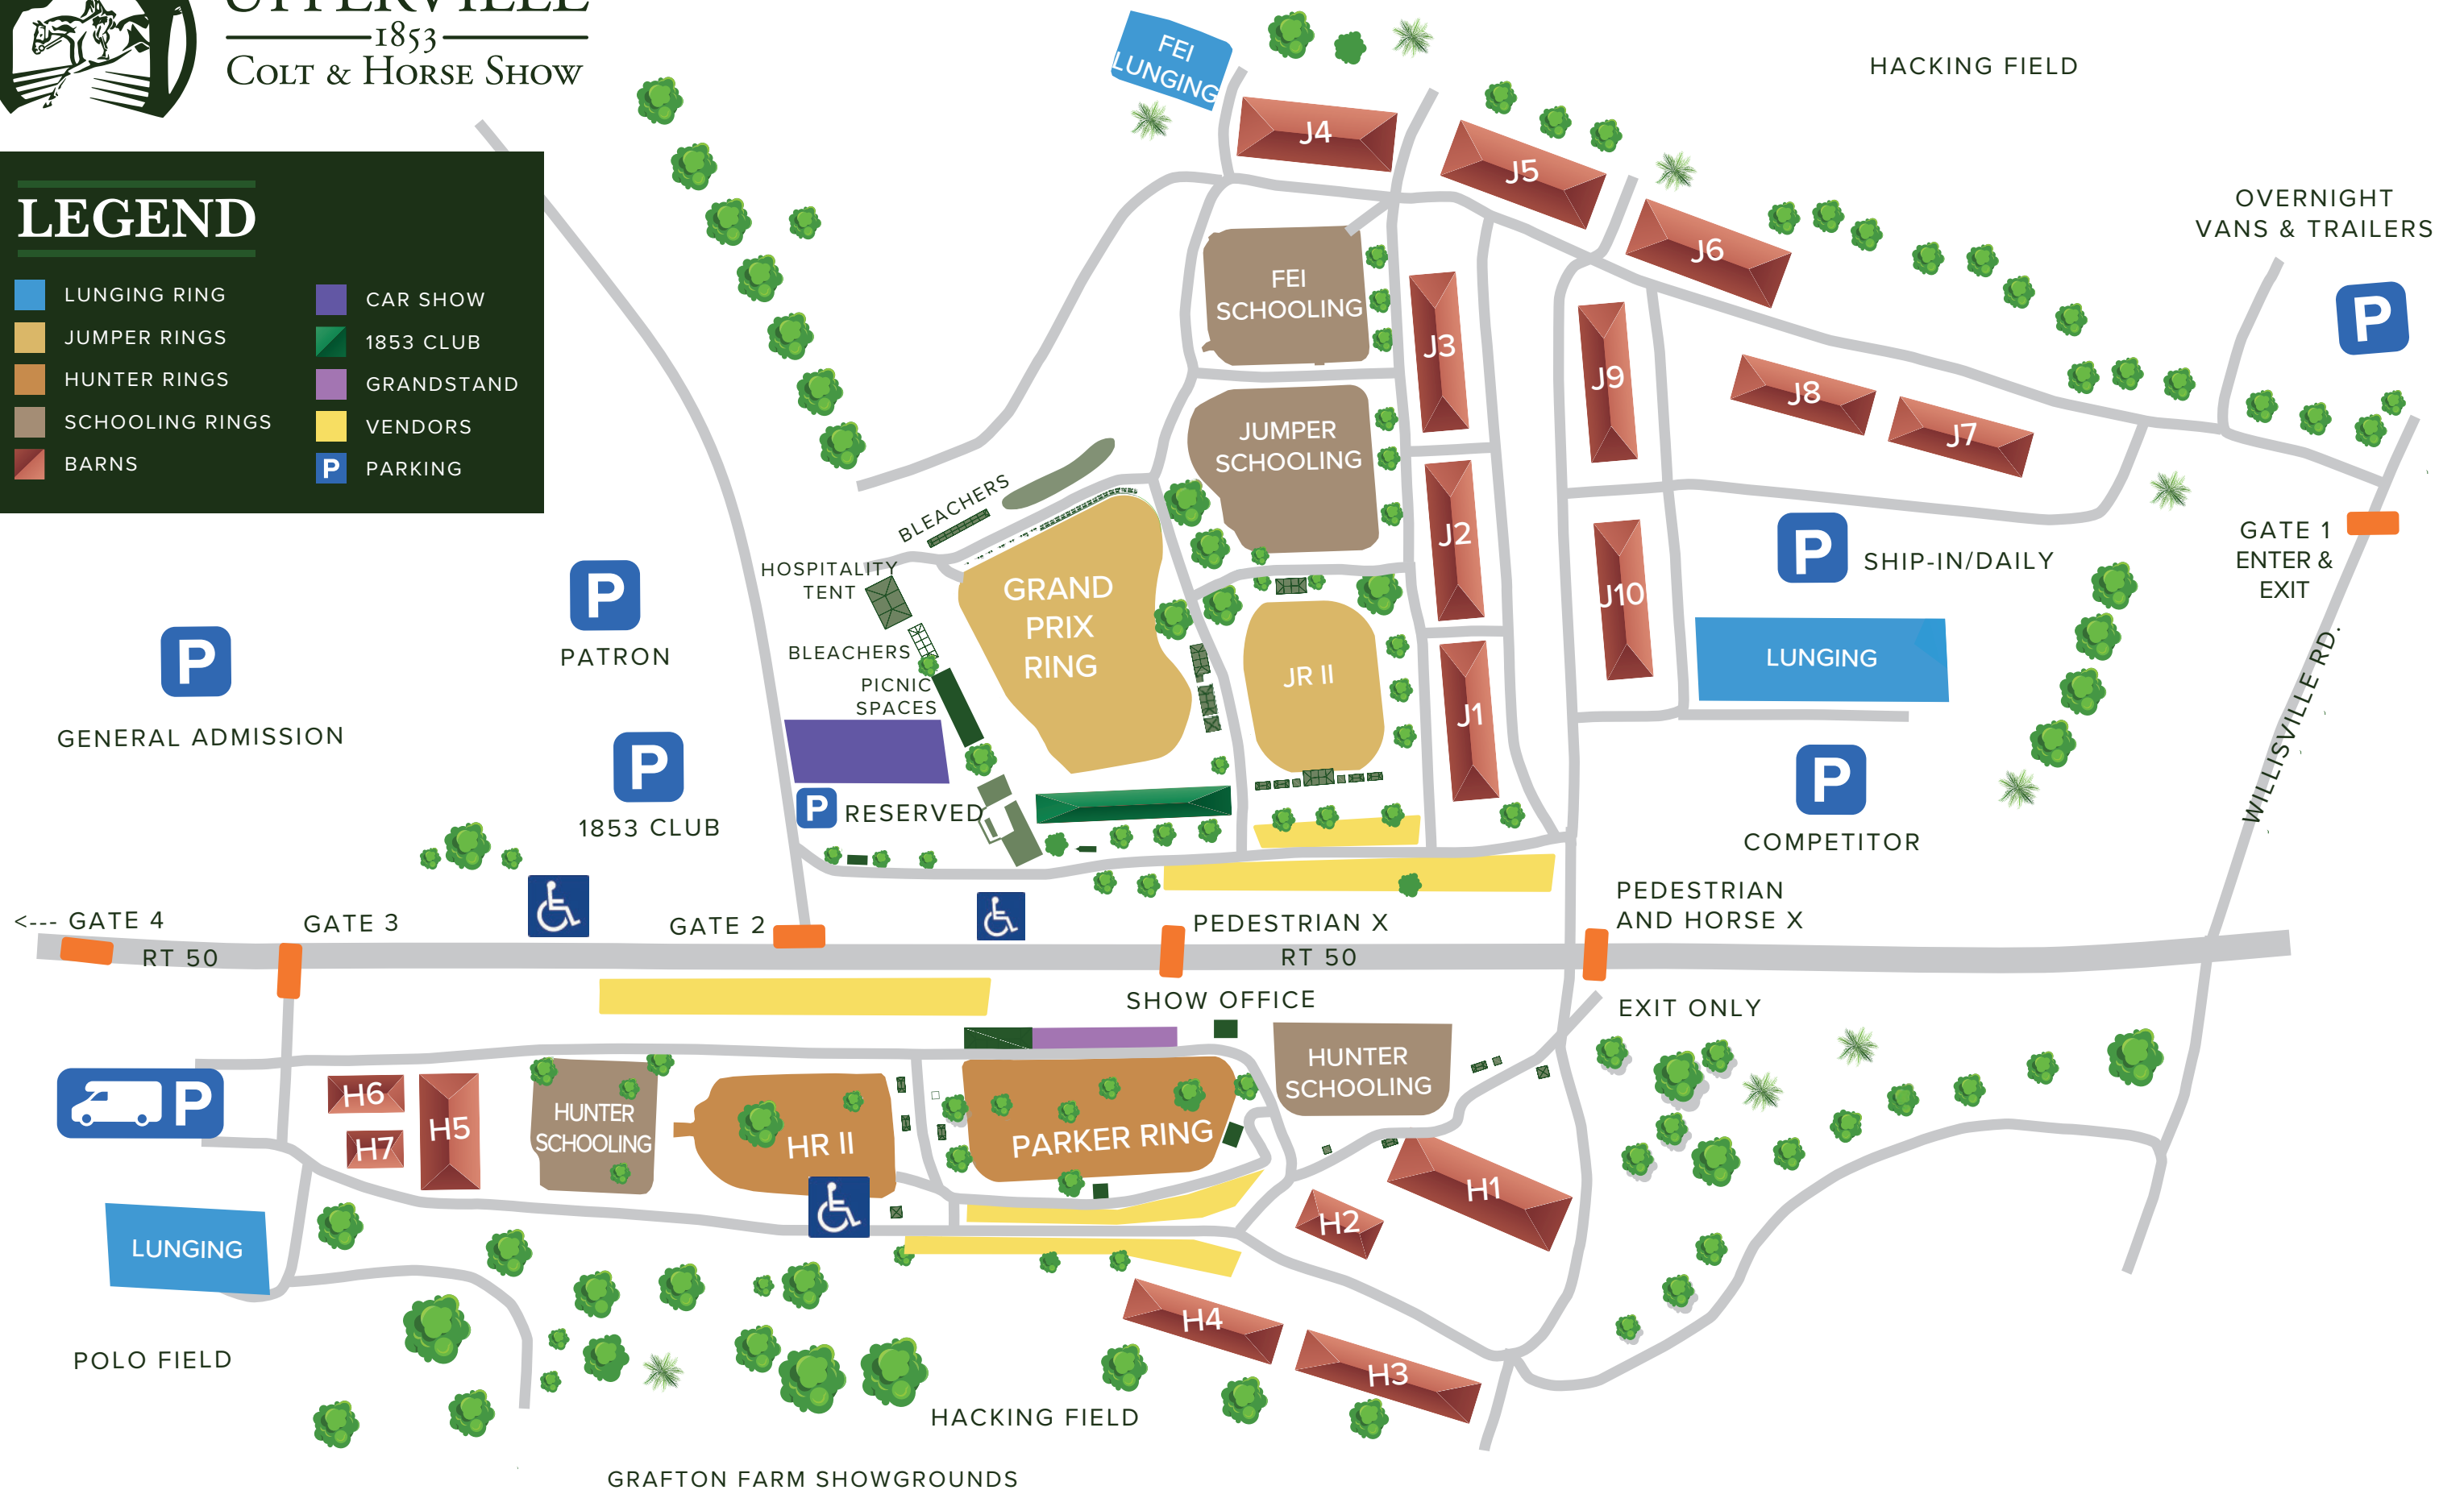 UPPERVILLE
1853
COLT & HORSE SHOW
LEGEND
LUNGING RING
JUMPER RINGS
HUNTER RINGS
SCHOOLING RINGS
BARNS
CAR SHOW
1853 CLUB
GRANDSTAND
VENDORS
P PARKING
FEI
LUNGING
HACKING FIELD
J4
J5
J6
OVERNIGHT
VANS & TRAILERS
P
FEI
SCHOOLING
J3
J9
J8
J7
JUMPER
SCHOOLING
BLEACHERS
J2
J10
GATE 1
ENTER &
EXIT
P
SHIP-IN/DAILY
HOSPITALITY
TENT
GRAND
PRIX
RING
P
PATRON
P
GENERAL ADMISSION
BLEACHERS
PICNIC
SPACES
JR II
J1
LUNGING
WILLISVILLE RD.
P
1853 CLUB
P RESERVED
P
COMPETITOR
<--- GATE 4
GATE 3
GATE 2
PEDESTRIAN X
PEDESTRIAN
AND HORSE X
RT 50
RT 50
SHOW OFFICE
EXIT ONLY
HUNTER
SCHOOLING
P
H6
H7
H5
HUNTER
SCHOOLING
HR II
PARKER RING
H1
H2
LUNGING
H4
H3
POLO FIELD
HACKING FIELD
GRAFTON FARM SHOWGROUNDS